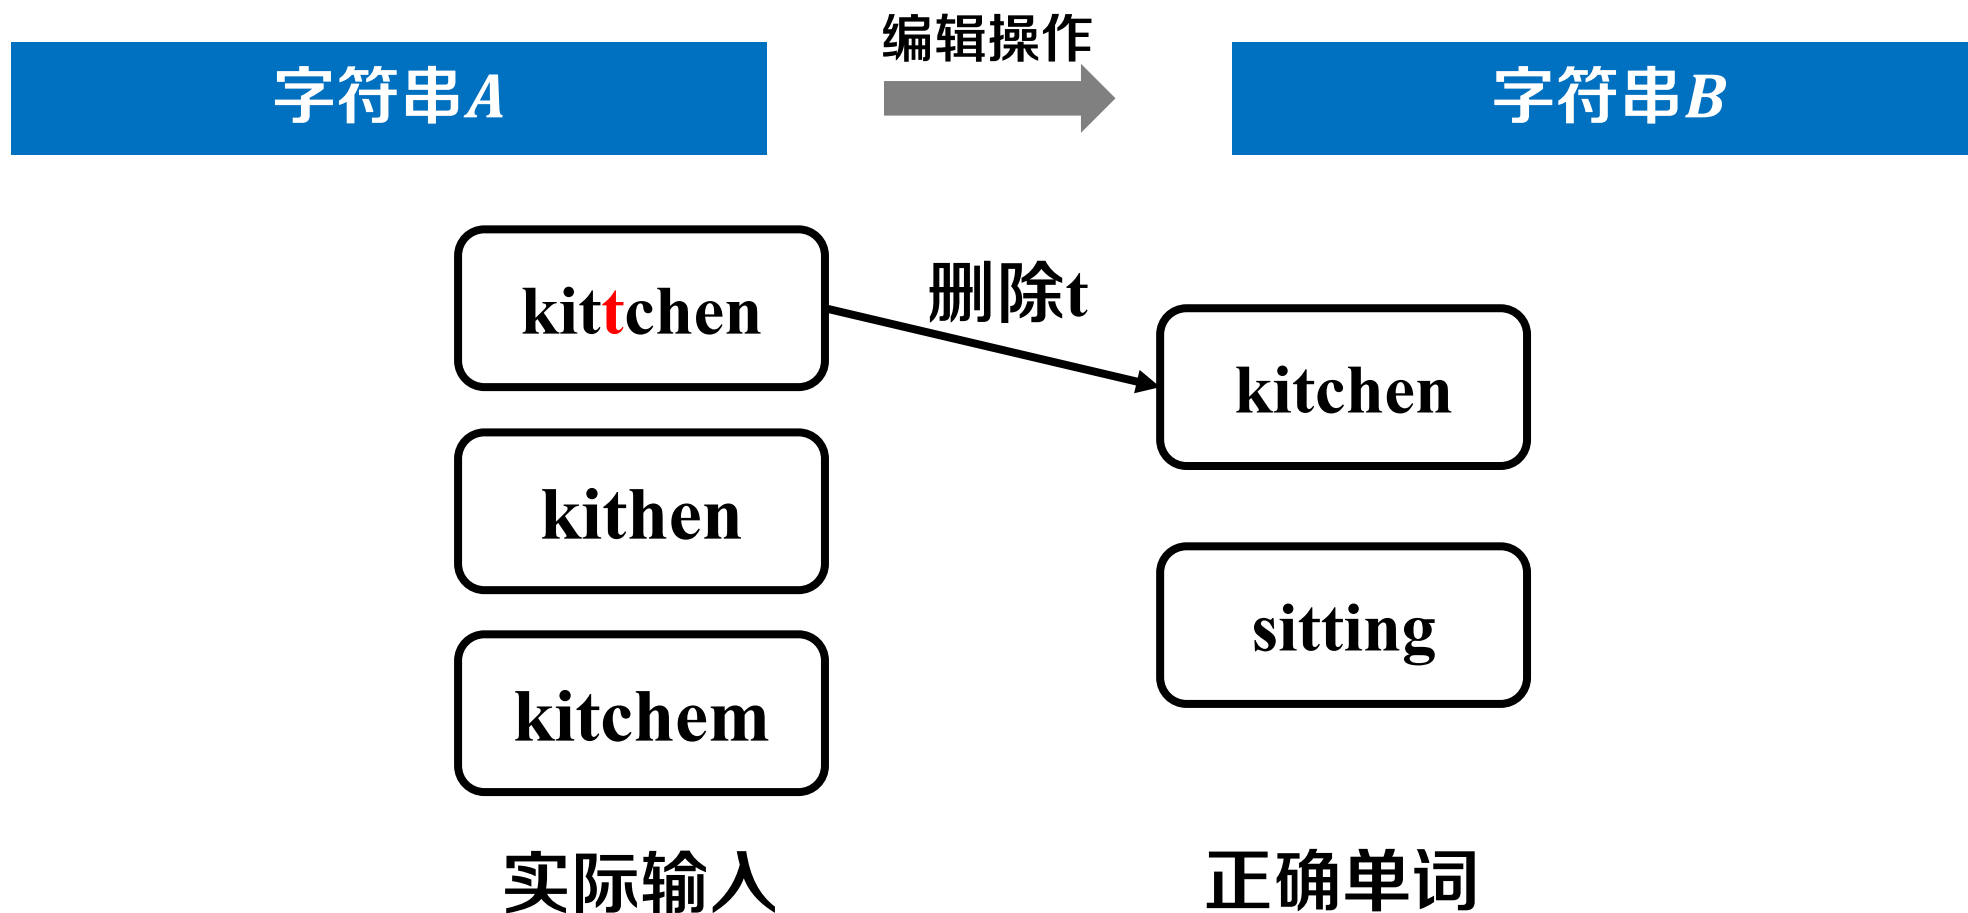 编辑操作
字符串A
字符串B
删除t
kittchen
kitchen
kithen
sitting
kitchem
实际输入
正确单词